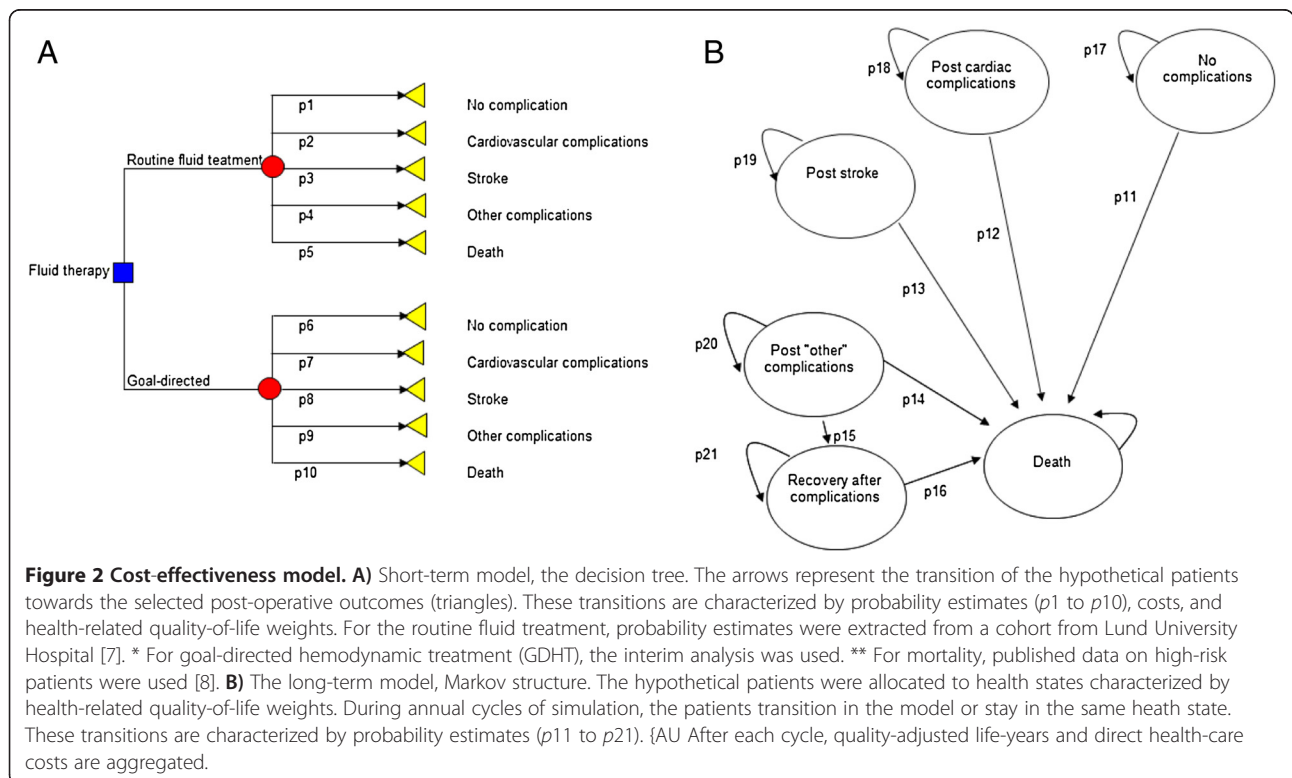 A
p1
No complication
p2
Cardiovascular complications
Routine fluid teatment
p3
Stroke
p4
Other complications
p5
Death
Fluid therapy
p6
No complication
p7
Cardiovascular complications
Goal-directed
p8
Stroke
p9
Other complications
p10
Death
B
p18
Post cardiac
complications
p17
No
complications
p19
Post stroke
p11
p12
p13
p20
Post "other"
complications
p14
p15
p21
Recovery after
complications
p16
Death
Figure 2 Cost-effectiveness model. A) Short-term model, the decision tree. The arrows represent the transition of the hypothetical patients
towards the selected post-operative outcomes (triangles). These transitions are characterized by probability estimates (p1 to p10), costs, and
health-related quality-of-life weights. For the routine fluid treatment, probability estimates were extracted from a cohort from Lund University
Hospital [7]. * For goal-directed hemodynamic treatment (GDHT), the interim analysis was used. ** For mortality, published data on high-risk
patients were used [8]. B) The long-term model, Markov structure. The hypothetical patients were allocated to health states characterized by
health-related quality-of-life weights. During annual cycles of simulation, the patients transition in the model or stay in the same heath state.
These transitions are characterized by probability estimates (p11 to p21). {AU After each cycle, quality-adjusted life-years and direct health-care
costs are aggregated.